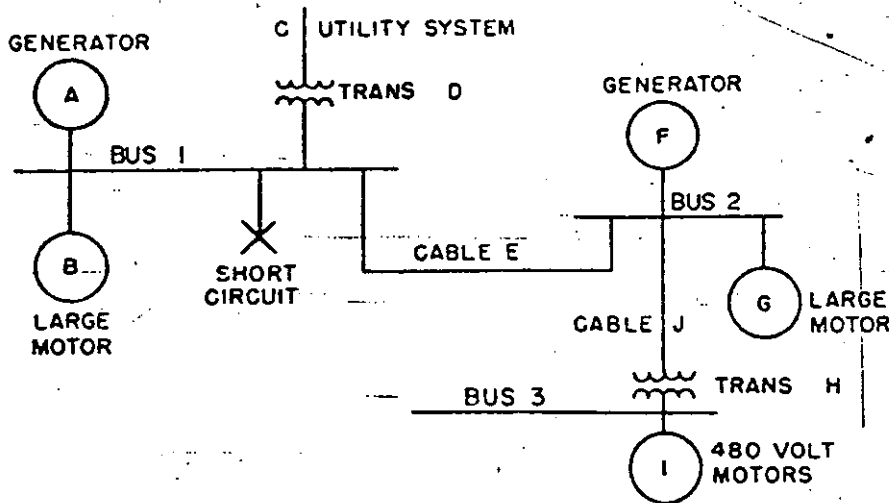 C UTILITY SYSTEM
GENERATOR
A
TRANS D
GENERATOR
F
BUS 1
BUS 2
B
SHORT
CIRCUIT
CABLE E
LARGE
MOTOR
G
LARGE
MOTOR
CABLE J
TRANS H
BUS 3
I
480 VOLT
MOTORS